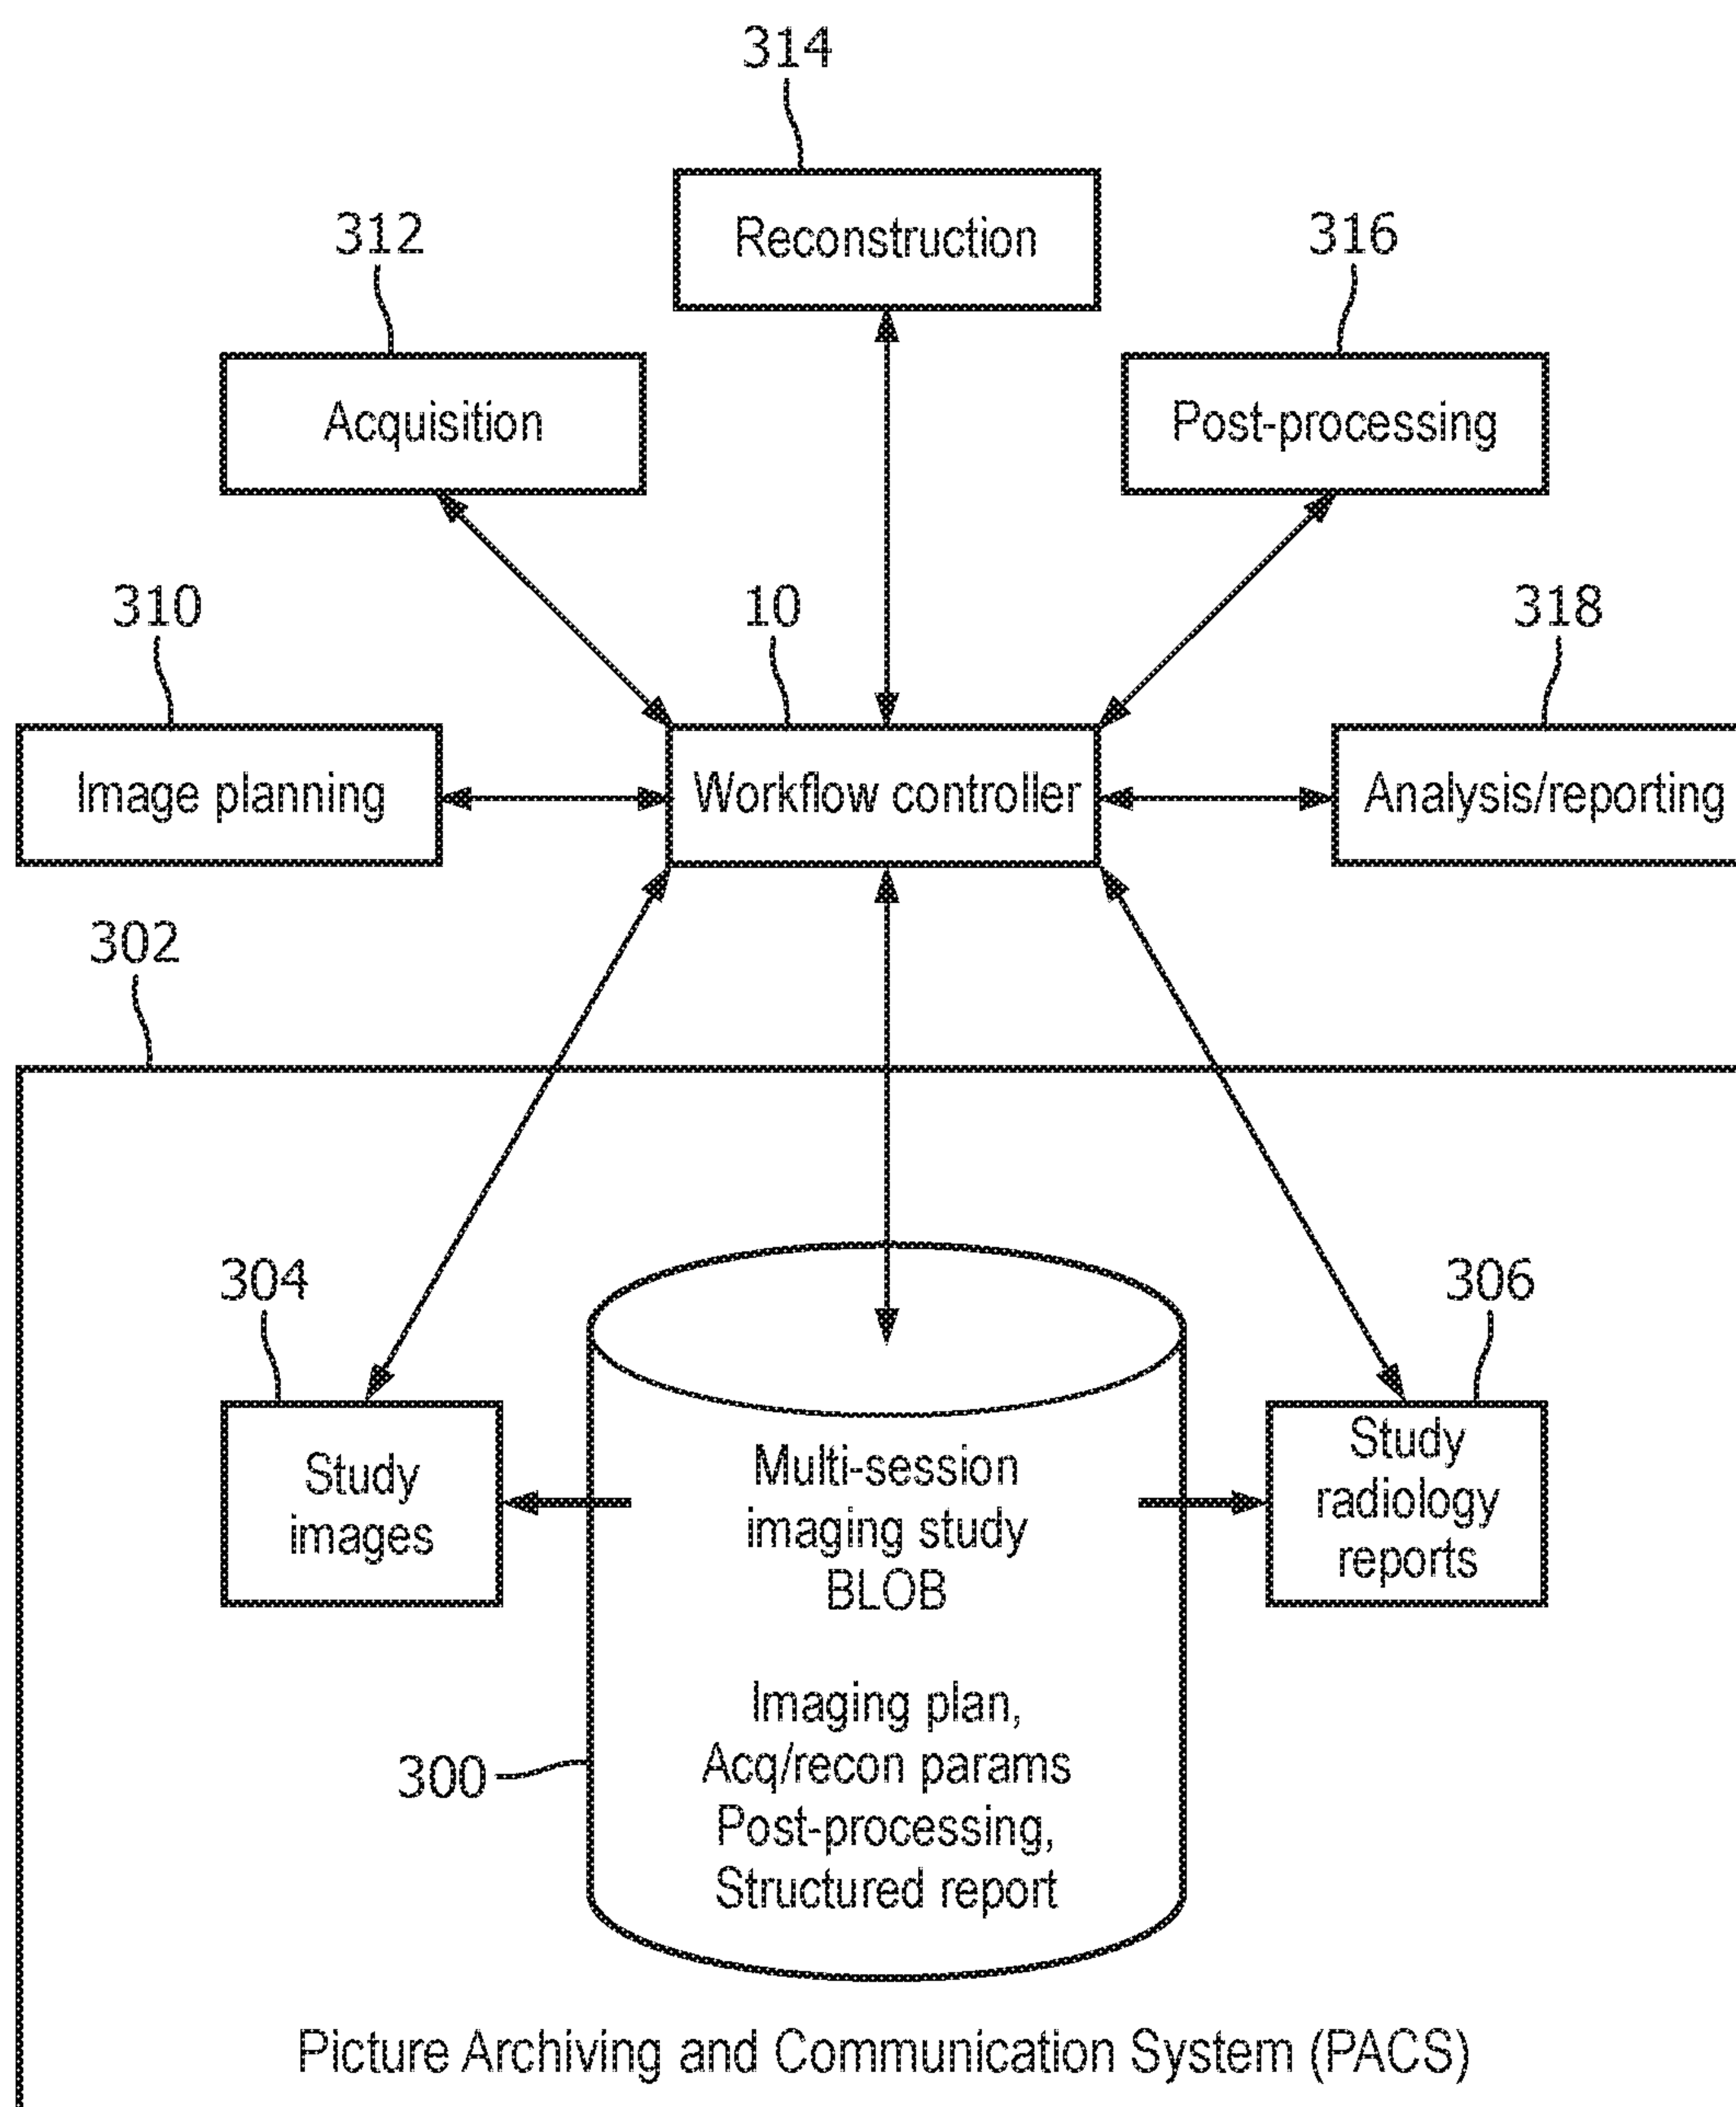 314
Reconstruction
312
316
Acquisition
Post-processing
310
10
318
Image planning
Workflow controller
Analysis/reporting
302
304
306
Study
images
Multi-session
imaging study
BLOB
Study
radiology
reports
Imaging plan,
Acq/recon params
Post-processing,
Structured report
300
Picture Archiving and Communication System (PACS)